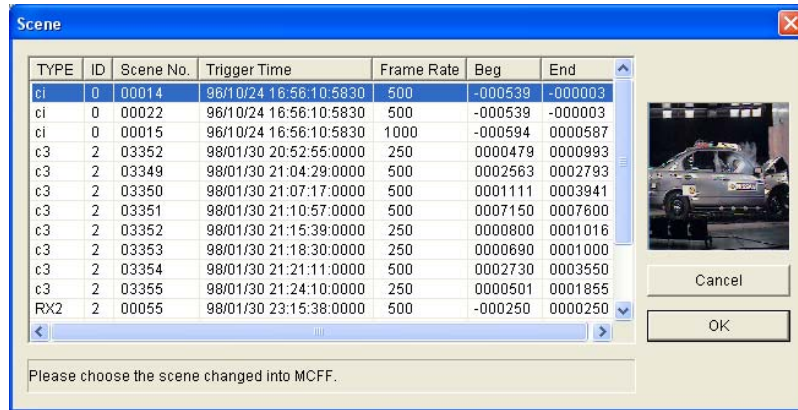 Scene
TYPE ID Scene No. Trigger Time Frame Rate Beg End
ci 0 00014 96/10/24 16:56:10:5830 500 -000539 -000003
ci 0 00022 96/10/24 16:56:10:5830 500 -000539 -000003
ci 0 00015 96/10/24 16:56:10:5830 1000 -000594 0000587
c3 2 03352 98/01/30 20:52:55:0000 250 0000479 0000993
c3 2 03349 98/01/30 21:04:29:0000 500 0002563 0002793
c3 2 03350 98/01/30 21:07:17:0000 500 0001111 0003941
c3 2 03351 98/01/30 21:10:57:0000 500 0007150 0007600
c3 2 03352 98/01/30 21:15:39:0000 250 0000800 0001016
c3 2 03353 98/01/30 21:18:30:0000 250 0000690 0001000
c3 2 03354 98/01/30 21:21:11:0000 500 0002730 0003550
c3 2 03355 98/01/30 21:24:10:0000 250 0000501 0001855
RX2 2 00055 98/01/30 23:15:38:0000 500 -000250 0000250
Cancel
OK
Please choose the scene changed into MCFF.